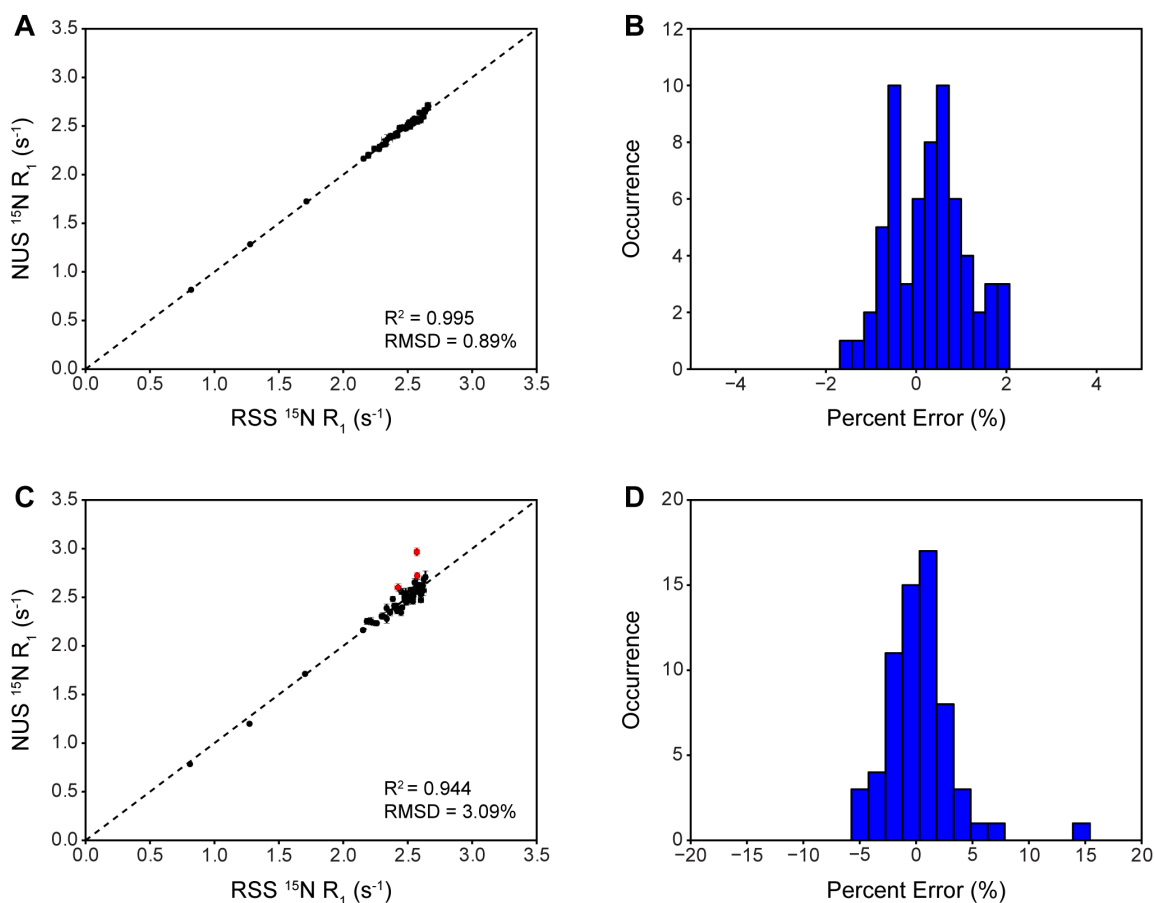 A
3.5
3.0
2.5
2.0
1.5
1.0
0.5
0.0
NUS ¹⁵N R₁ (s⁻¹)
R² = 0.995
RMSD = 0.89%
0.0 0.5 1.0 1.5 2.0 2.5 3.0 3.5
RSS ¹⁵N R₁ (s⁻¹)
B
12
10
8
6
4
2
0
Occurrence
−4 −2 0 2 4
Percent Error (%)
C
3.5
3.0
2.5
2.0
1.5
1.0
0.5
0.0
NUS ¹⁵N R₁ (s⁻¹)
R² = 0.944
RMSD = 3.09%
0.0 0.5 1.0 1.5 2.0 2.5 3.0 3.5
RSS ¹⁵N R₁ (s⁻¹)
D
20
15
10
5
0
Occurrence
−20 −15 −10 −5 0 5 10 15 20
Percent Error (%)